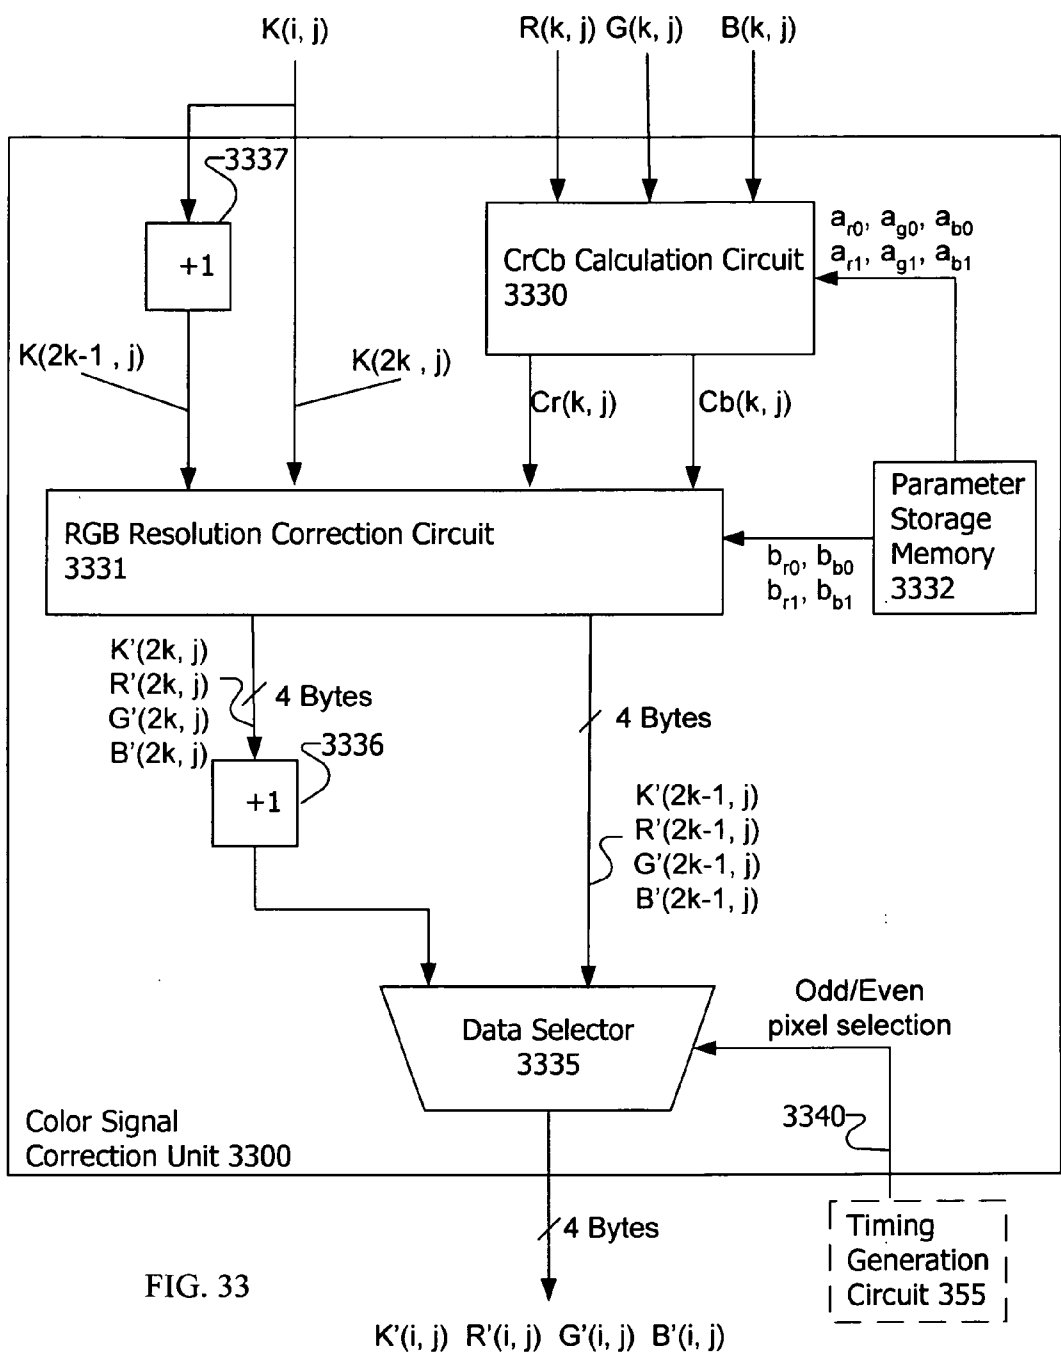 K(i, j)
R(k, j) G(k, j) B(k, j)
3337
+1
CrCb Calculation Circuit
3330
a_r0, a_g0, a_b0
a_r1, a_g1, a_b1
K(2k-1 , j)
K(2k , j)
Cr(k, j)
Cb(k, j)
RGB Resolution Correction Circuit
3331
Parameter
Storage
Memory
3332
b_r0, b_b0
b_r1, b_b1
K'(2k, j)
R'(2k, j)
G'(2k, j)
B'(2k, j)
4 Bytes
4 Bytes
3336
+1
K'(2k-1, j)
R'(2k-1, j)
G'(2k-1, j)
B'(2k-1, j)
Data Selector
3335
Odd/Even
pixel selection
3340
Color Signal
Correction Unit 3300
4 Bytes
Timing
Generation
Circuit 355
FIG. 33
K'(i, j) R'(i, j) G'(i, j) B'(i, j)